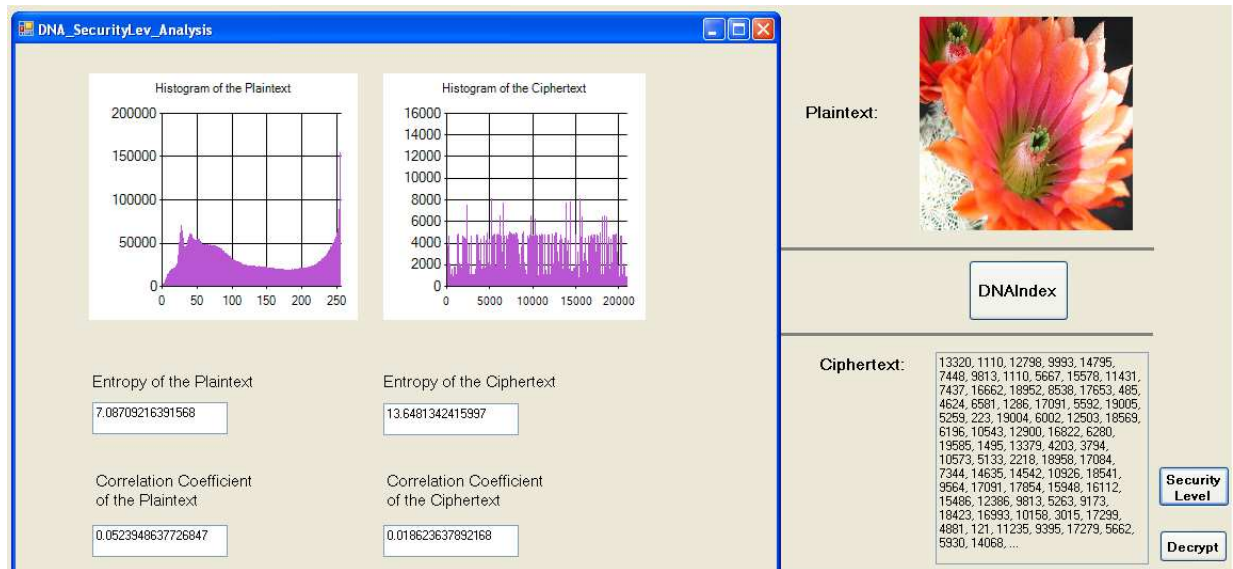 DNA_SecurityLev_Analysis
Histogram of the Plaintext
200000
150000
100000
50000
0
0 50 100 150 200 250
Histogram of the Ciphertext
16000
14000
12000
10000
8000
6000
4000
2000
0
0 5000 10000 15000 20000
Entropy of the Plaintext
7.08709216391568
Entropy of the Ciphertext
13.6481342415997
Correlation Coefficient
of the Plaintext
0.0523948637726847
Correlation Coefficient
of the Ciphertext
0.018623637892168
Plaintext:
DNAIndex
Ciphertext:
13320, 1110, 12798, 9993, 14795,
7448, 9813, 1110, 5667, 15578, 11431,
7437, 16662, 18952, 8538, 17653, 485,
4624, 6581, 1286, 17091, 5592, 19005,
5259, 223, 19004, 6002, 12503, 18569,
6196, 10543, 12900, 16822, 6280,
19585, 1495, 13379, 4203, 3794,
10573, 5133, 2218, 18958, 17084,
7344, 14635, 14542, 10926, 18541,
9564, 17091, 17854, 15948, 16112,
15486, 12386, 9813, 5263, 9173,
18423, 16993, 10158, 3015, 17299,
4881, 121, 11235, 9395, 17279, 5662,
5930, 14068, ...
Security
Level
Decrypt